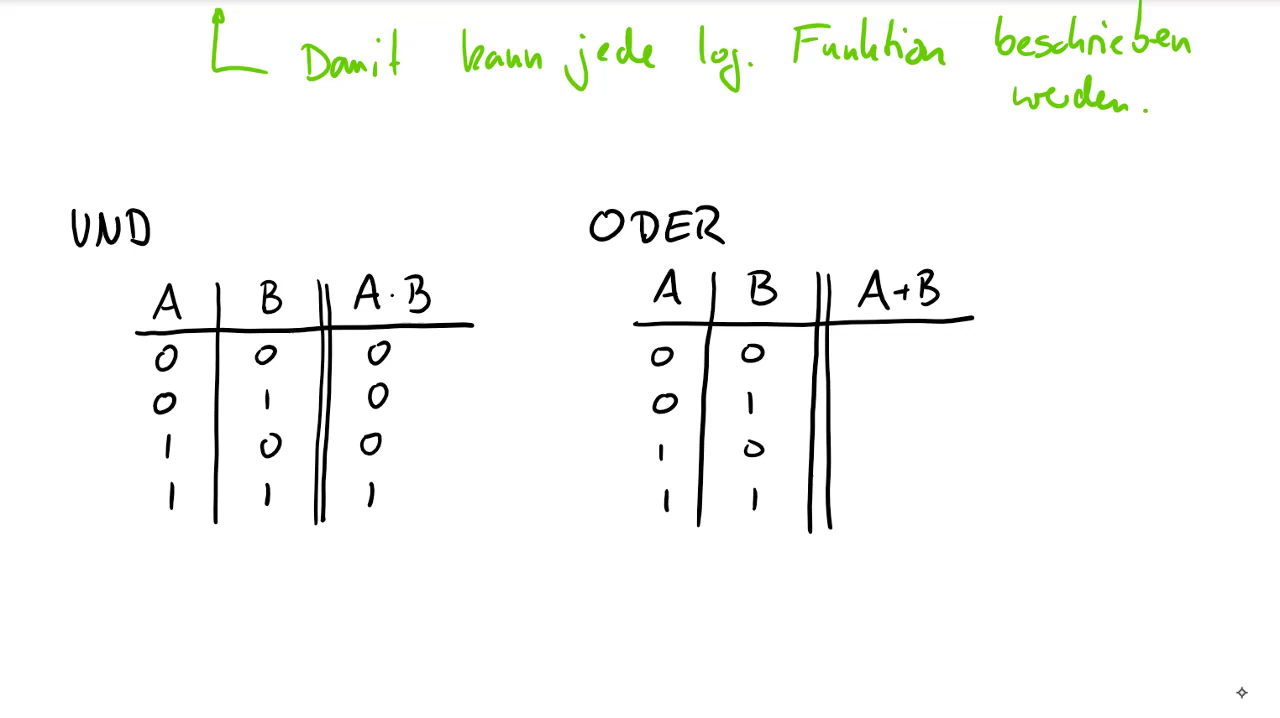 Damit kann jede log. Funktion beschrieben
werden.
UND
A B A · B
0 0 0
0 1 0
1 0 0
1 1 1
ODER
A B A + B
0 0
0 1
1 0
1 1